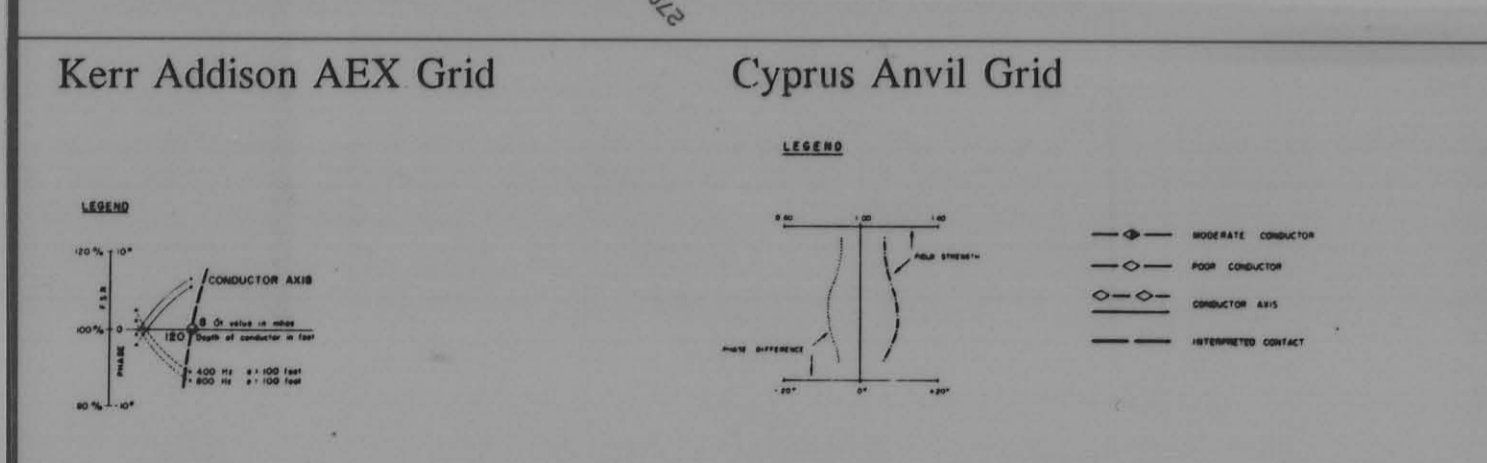 270
Kerr Addison AEX Grid
Cyprus Anvil Grid
LEGEND
120 % 10°
F.S.R.
CONDUCTOR AXIS
8 σt value in mhos
100 % 0
120 Depth of conductor in feet
PHASE
400 Hz a = 100 feet
800 Hz a = 100 feet
80 % -10°
LEGEND
0.60 1.00 1.40
FIELD STRENGTH
PHASE DIFFERENCE
-20° 0° +20°
MODERATE CONDUCTOR
POOR CONDUCTOR
CONDUCTOR AXIS
INTERPRETED CONTACT